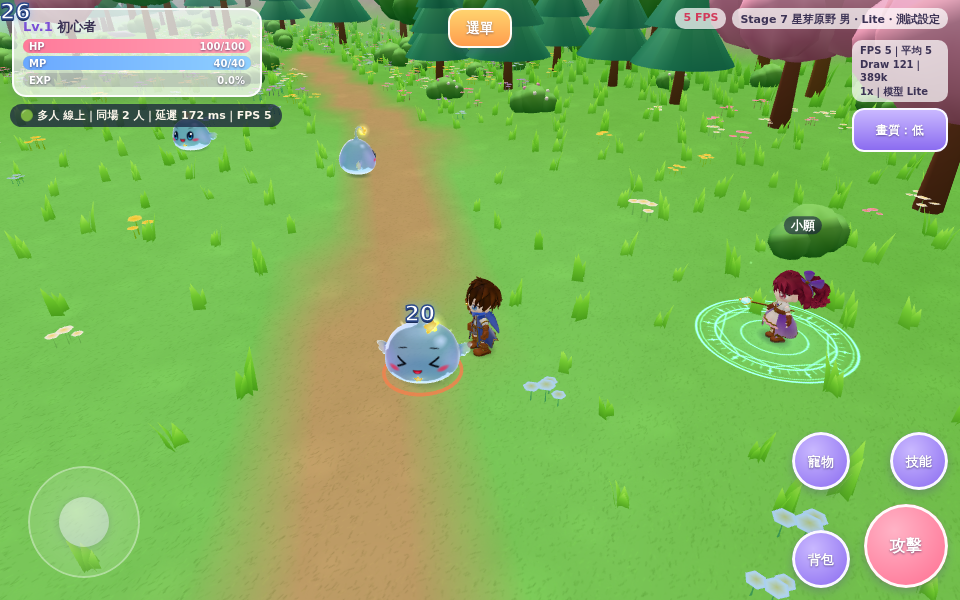 26
Lv.1 初心者
HP 100/100
MP 40/40
EXP 0.0%
多人 線上 | 同場 2 人 | 延遲 172 ms | FPS 5
選單
5 FPS
Stage 7 星芽原野 男・Lite・測試設定
FPS 5 | 平均 5
Draw 121 |
389k
1x | 模型 Lite
畫質：低
小願
20
寵物
技能
攻擊
背包